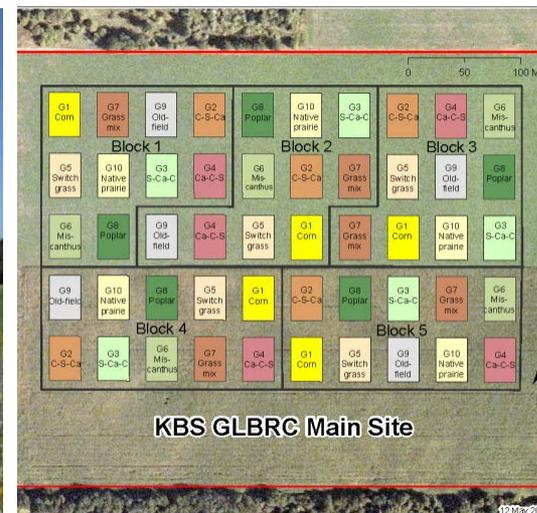 0 50 100 M
G1 Corn
G7 Grass mix
G9 Old-field
G2 C-S-Ca
G8 Poplar
G10 Native prairie
G3 S-Ca-C
G2 C-S-Ca
G4 Ca-C-S
G6 Mis-canthus
Block 1
Block 2
Block 3
G5 Switch grass
G10 Native prairie
G3 S-Ca-C
G4 Ca-C-S
G6 Mis-canthus
G2 C-S-Ca
G7 Grass mix
G5 Switch grass
G9 Old-field
G8 Poplar
G6 Mis-canthus
G8 Poplar
G9 Old-field
G4 Ca-C-S
G5 Switch grass
G1 Corn
G7 Grass mix
G1 Corn
G10 Native prairie
G3 S-Ca-C
G9 Old-field
G10 Native prairie
G8 Poplar
G5 Switch grass
G1 Corn
G2 C-S-Ca
G8 Poplar
G3 S-Ca-C
G7 Grass mix
G6 Mis-canthus
Block 4
Block 5
G2 C-S-Ca
G3 S-Ca-C
G6 Mis-canthus
G7 Grass mix
G4 Ca-C-S
G1 Corn
G5 Switch grass
G9 Old-field
G10 Native prairie
G4 Ca-C-S
KBS GLBRC Main Site
12 May